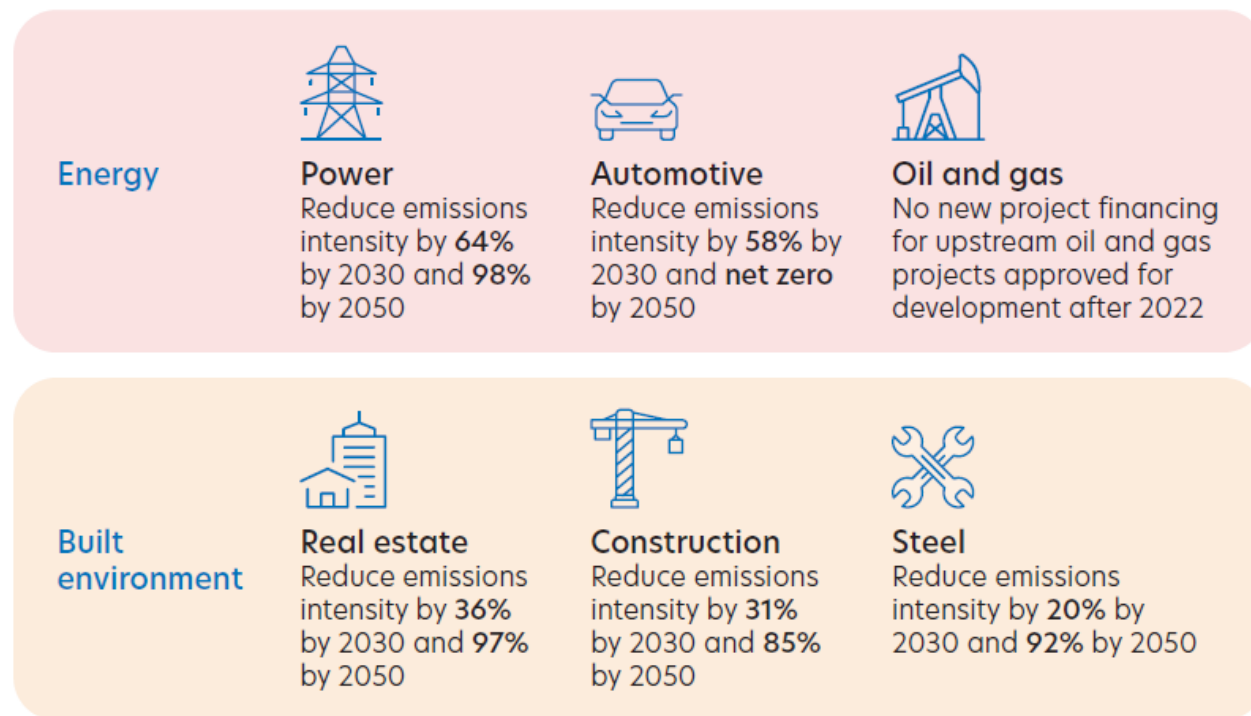 Energy
Power
Reduce emissions
intensity by 64%
by 2030 and 98%
by 2050
Automotive
Reduce emissions
intensity by 58% by
2030 and net zero
by 2050
Oil and gas
No new project financing
for upstream oil and gas
projects approved for
development after 2022
Built
environment
Real estate
Reduce emissions
intensity by 36%
by 2030 and 97%
by 2050
Construction
Reduce emissions
intensity by 31%
by 2030 and 85%
by 2050
Steel
Reduce emissions
intensity by 20% by
2030 and 92% by 2050